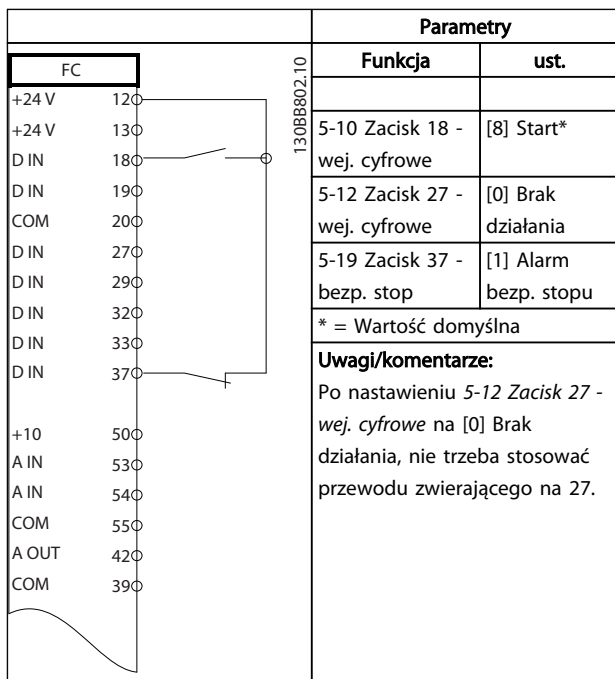 FC
+24 V 12
+24 V 13
D IN 18
D IN 19
COM 20
D IN 27
D IN 29
D IN 32
D IN 33
D IN 37
+10 50
A IN 53
A IN 54
COM 55
A OUT 42
COM 39
130BB802.10
Parametry
Funkcja ust.
5-10 Zacisk 18 - [8] Start*
wej. cyfrowe
5-12 Zacisk 27 - [0] Brak
wej. cyfrowe działania
5-19 Zacisk 37 - [1] Alarm
bezp. stop bezp. stopu
* = Wartość domyślna
Uwagi/komentarze:
Po nastawieniu 5-12 Zacisk 27 -
wej. cyfrowe na [0] Brak
działania, nie trzeba stosować
przewodu zwierającego na 27.